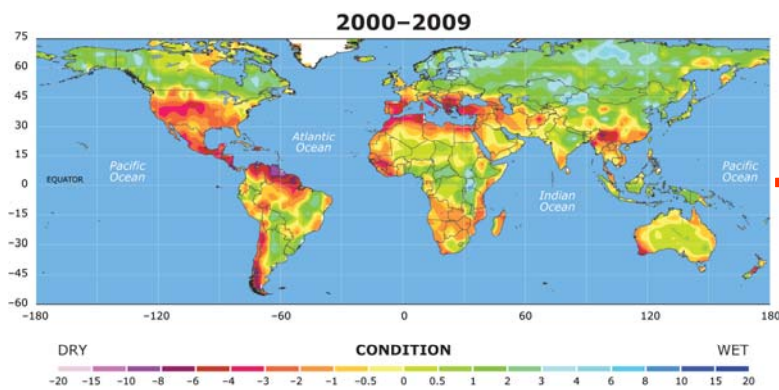 2000–2009
75
60
45
30
15
EQUATOR 0
−15
−30
−45
−60
Atlantic
Ocean
Pacific
Ocean
Indian
Ocean
Pacific
Ocean
−180 −120 −60 0 60 120 180
DRY CONDITION WET
−20 −15 −10 −8 −6 −4 −3 −2 −1 −0.5 0 0.5 1 2 3 4 6 8 10 15 20